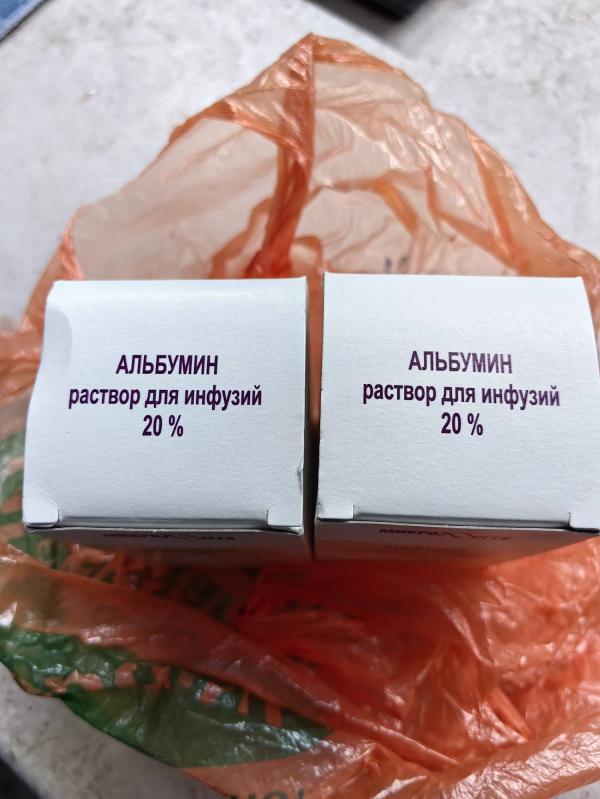 АЛЬБУМИН
раствор для инфузий
20 %
АЛЬБУМИН
раствор для инфузий
20 %